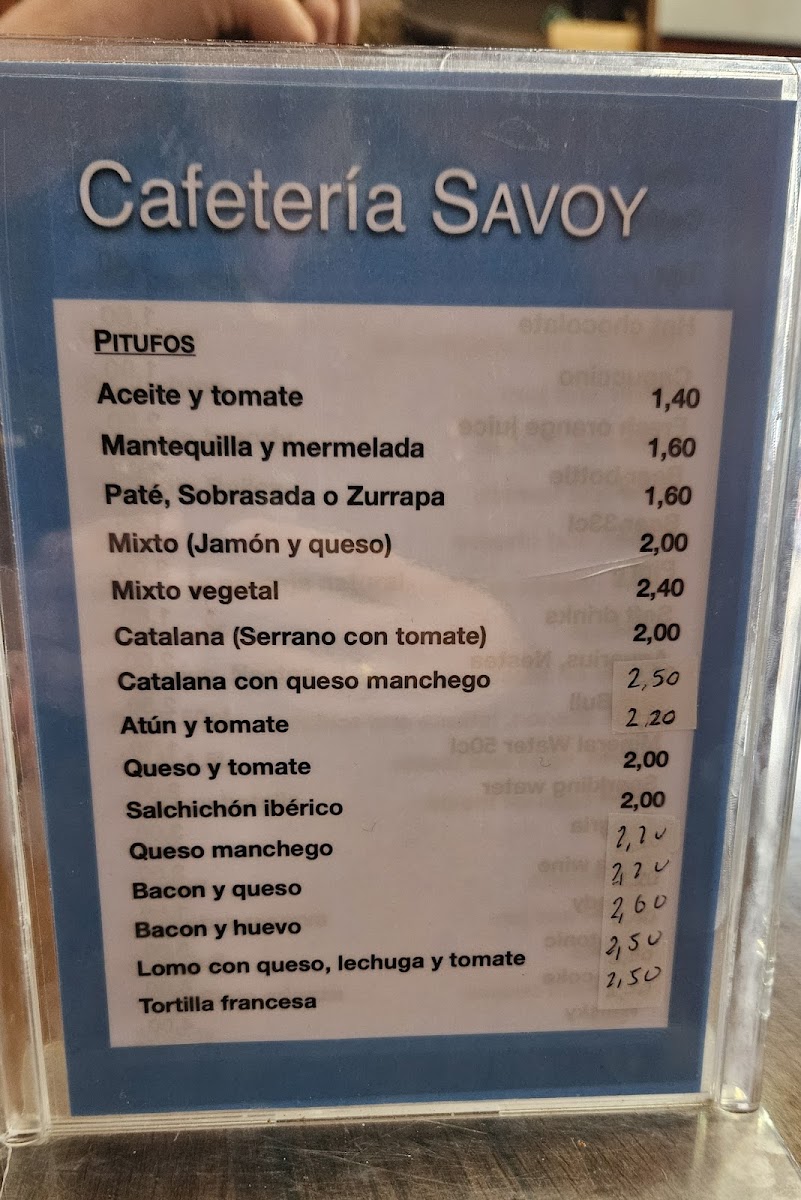 Cafetería SAVOY
PITUFOS
Aceite y tomate 1,40
Mantequilla y mermelada 1,60
Paté, Sobrasada o Zurrapa 1,60
Mixto (Jamón y queso) 2,00
Mixto vegetal 2,40
Catalana (Serrano con tomate) 2,00
Catalana con queso manchego 2,50
Atún y tomate 2,20
Queso y tomate 2,00
Salchichón ibérico 2,00
Queso manchego
Bacon y queso
Bacon y huevo 2,60
Lomo con queso, lechuga y tomate 2,50
Tortilla francesa 2,50